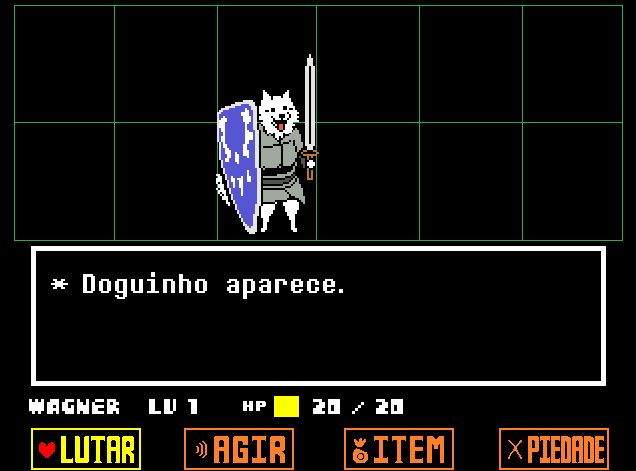 * Doguinho aparece.
WAGNER LV 1 HP 20 / 20
LUTAR AGIR ITEM PIEDADE